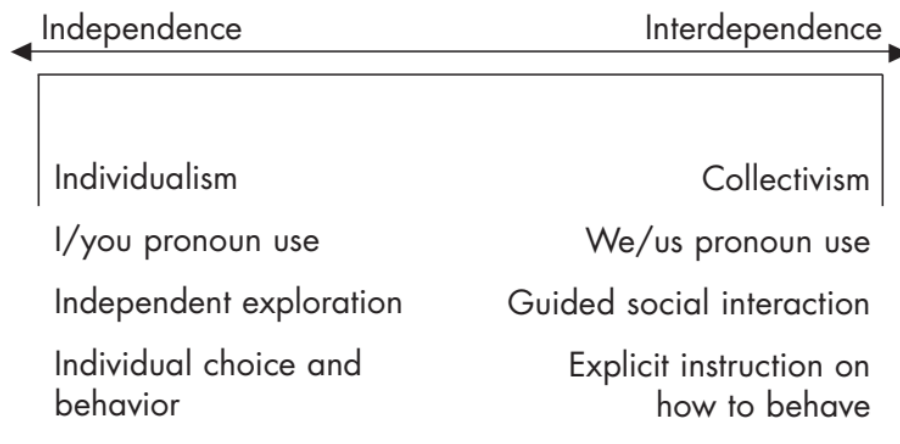 Independence Interdependence
Individualism Collectivism
I/you pronoun use We/us pronoun use
Independent exploration Guided social interaction
Individual choice and Explicit instruction on
behavior how to behave